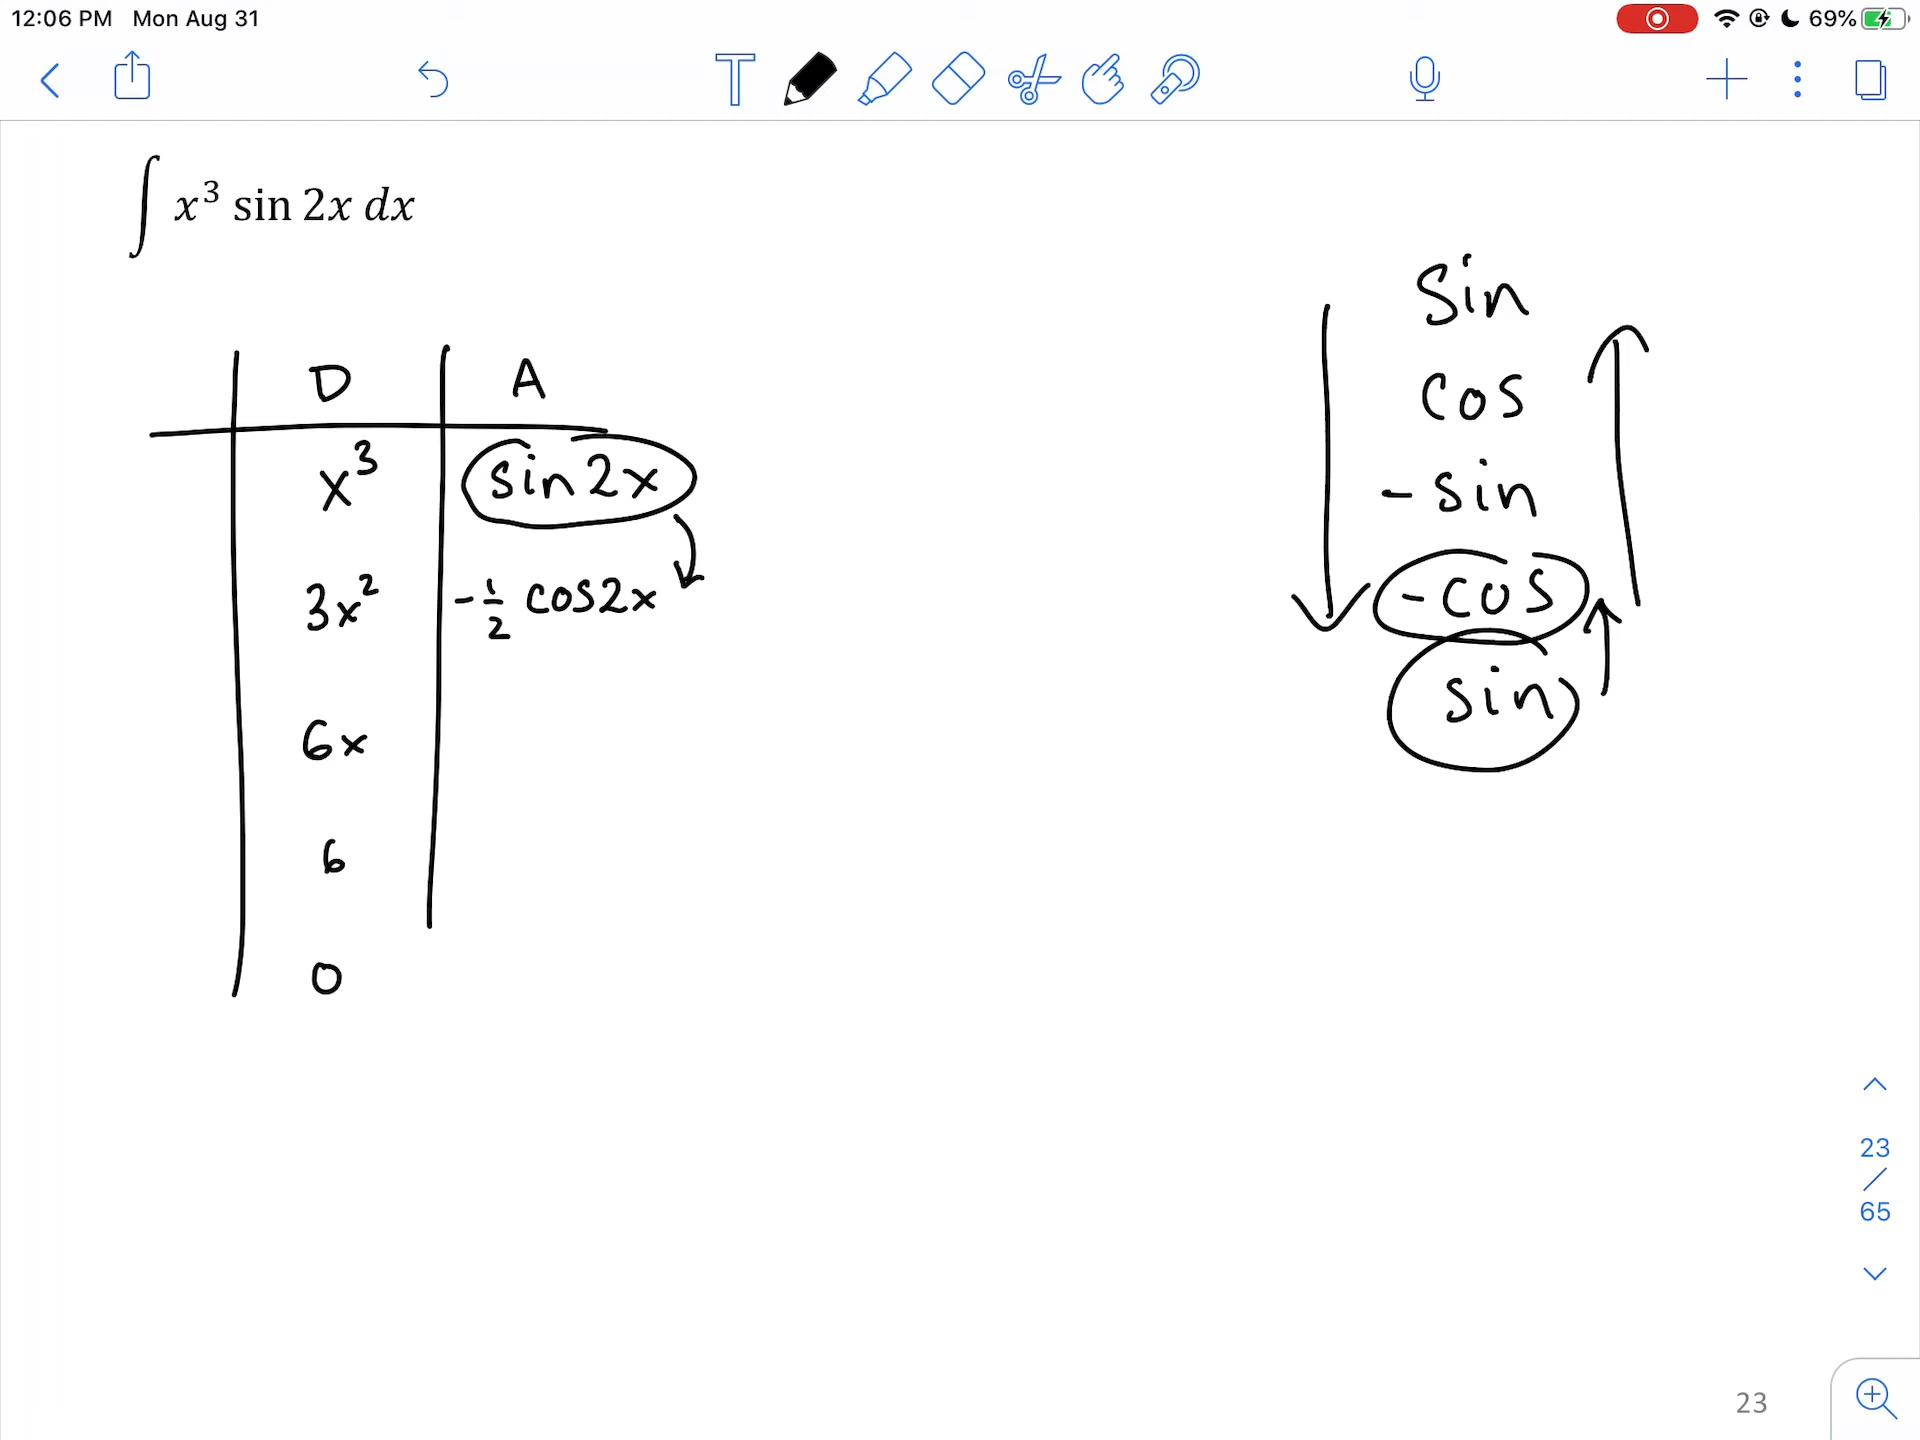 12:06 PM Mon Aug 31
69%
T
∫ x³ sin 2x dx
D A
x³ sin 2x
3x² -1/2 cos2x
6x
6
0
sin
cos
- sin
- cos
sin
23
/
65
23